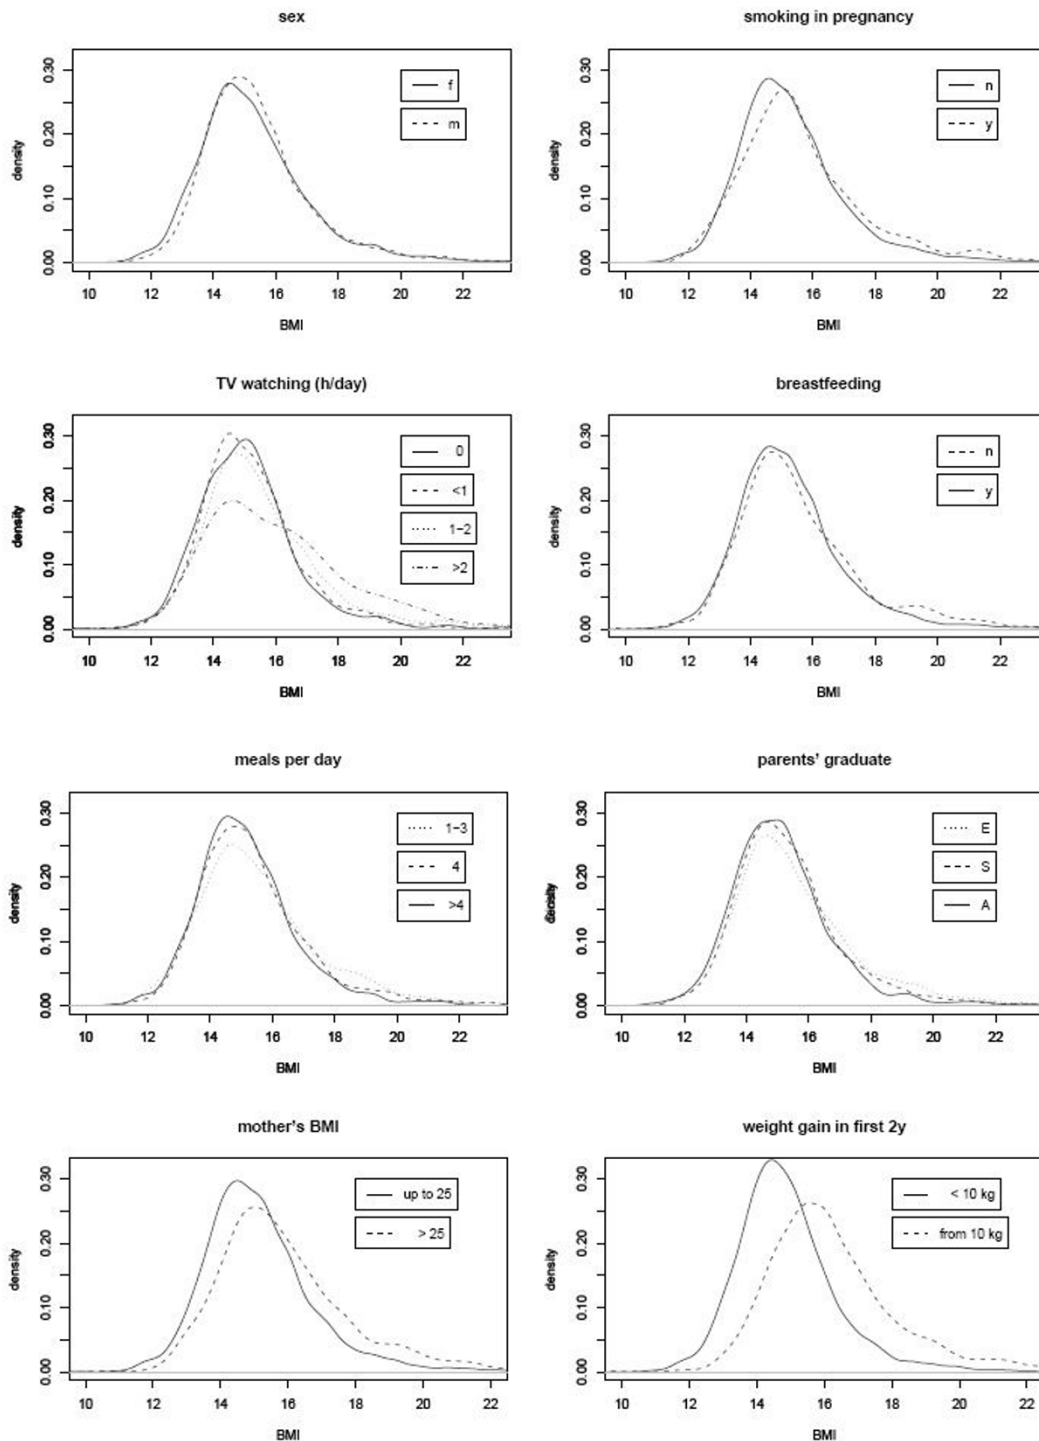 sex
density
0.00 0.10 0.20 0.30
f
m
10 12 14 16 18 20 22
BMI
smoking in pregnancy
density
0.00 0.10 0.20 0.30
n
y
10 12 14 16 18 20 22
BMI
TV watching (h/day)
density
0.00 0.10 0.20 0.30
0
<1
1-2
>2
10 12 14 16 18 20 22
BMI
breastfeeding
density
0.00 0.10 0.20 0.30
n
y
10 12 14 16 18 20 22
BMI
meals per day
density
0.00 0.10 0.20 0.30
1-3
4
>4
10 12 14 16 18 20 22
BMI
parents' graduate
0.00 0.10 0.20 0.30
E
S
A
10 12 14 16 18 20 22
BMI
mother's BMI
density
0.00 0.10 0.20 0.30
up to 25
> 25
10 12 14 16 18 20 22
BMI
weight gain in first 2y
density
0.00 0.10 0.20 0.30
< 10 kg
from 10 kg
10 12 14 16 18 20 22
BMI